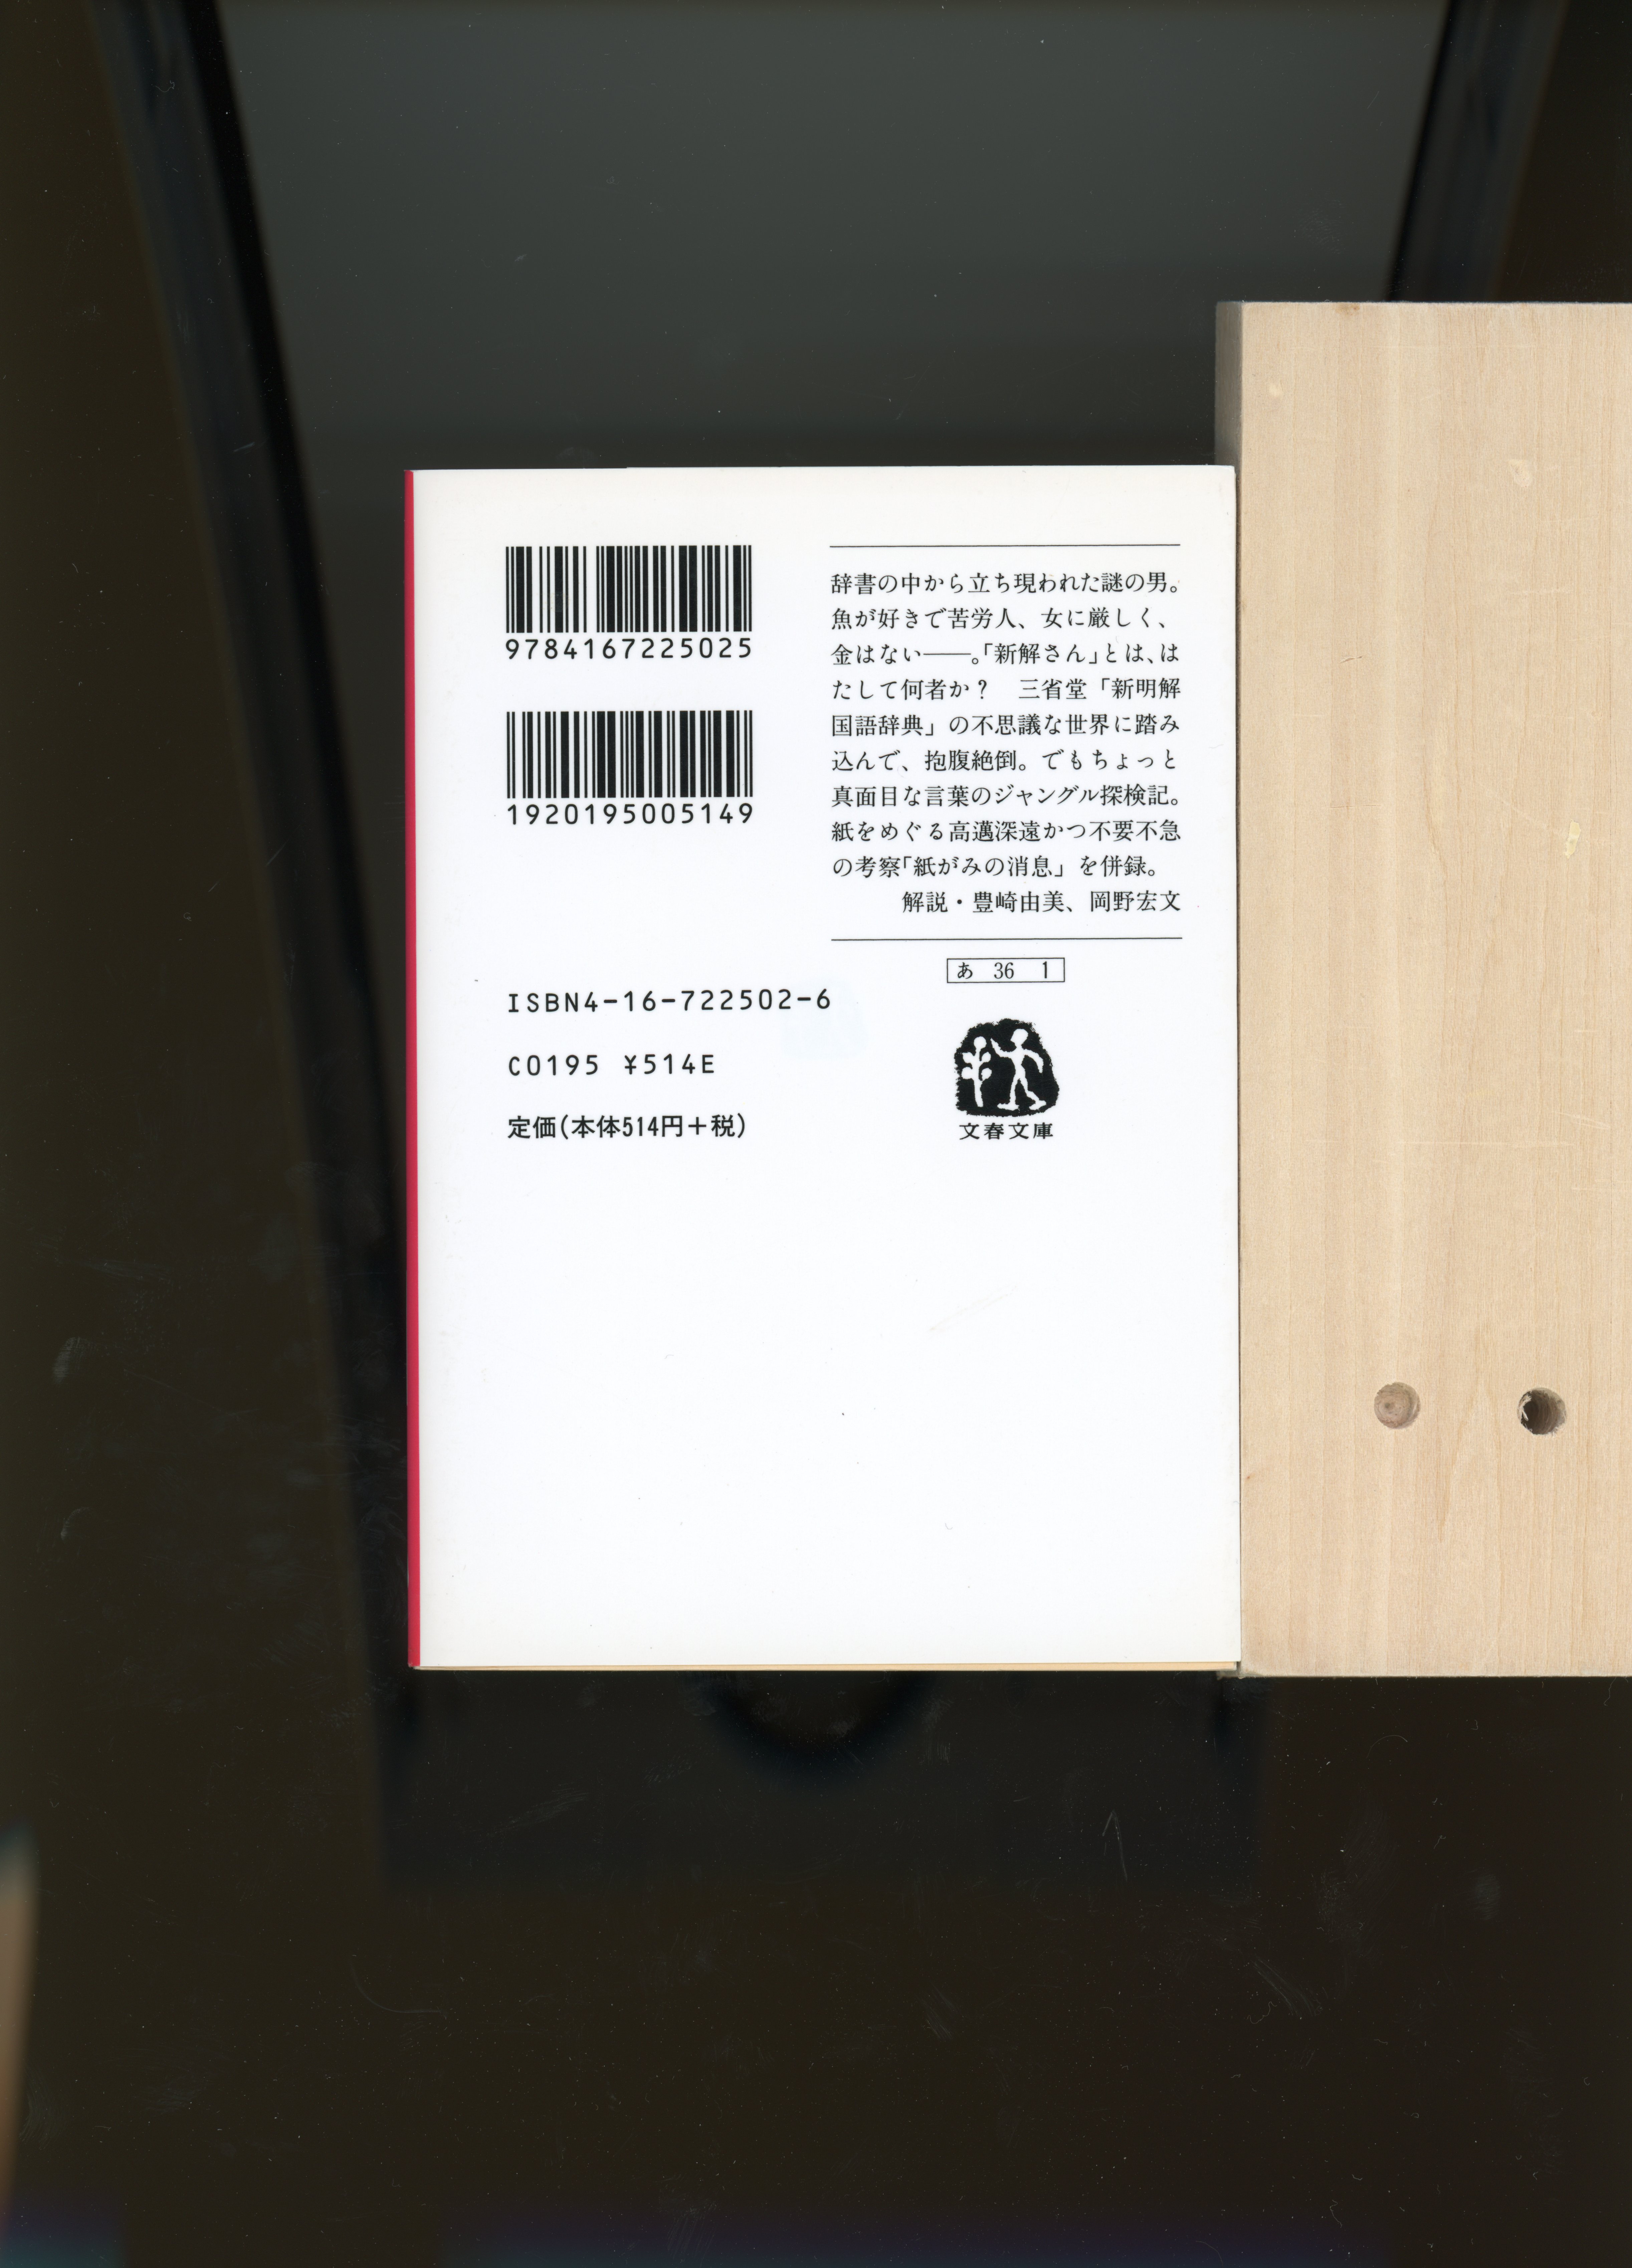 9784167225025
1920195005149
ISBN4-16-722502-6
C0195 ¥514E
定価(本体514円+税)
辞書の中から立ち現われた謎の男。
魚が好きで苦労人、女に厳しく、
金はない――。「新解さん」とは、は
たして何者か? 三省堂「新明解
国語辞典」の不思議な世界に踏み
込んで、抱腹絶倒。でもちょっと
真面目な言葉のジャングル探検記。
紙をめぐる高邁深遠かつ不要不急
の考察「紙がみの消息」を併録。
解説・豊崎由美、岡野宏文
あ 36 1
文春文庫